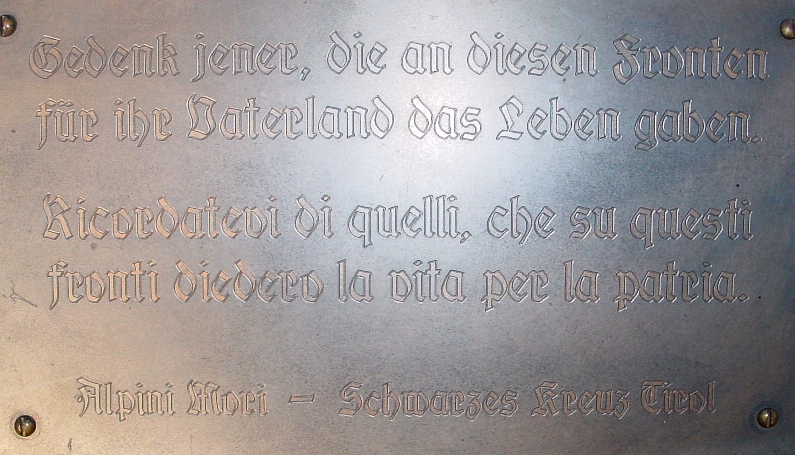 Gedenk jener, die an diesen Fronten
für ihr Vaterland das Leben gaben.
Ricordatevi di quelli, che su questi
fronti diedero la vita per la patria.
Alpini Mori – Schwarzes Kreuz Tirol